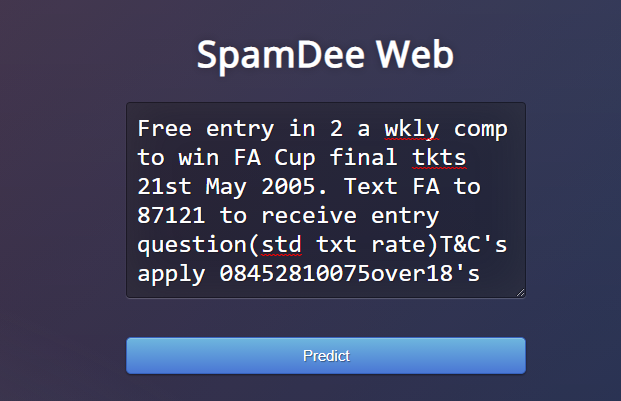 SpamDee Web
Free entry in 2 a wkly comp
to win FA Cup final tkts
21st May 2005. Text FA to
87121 to receive entry
question(std txt rate)T&C's
apply 08452810075over18's
Predict